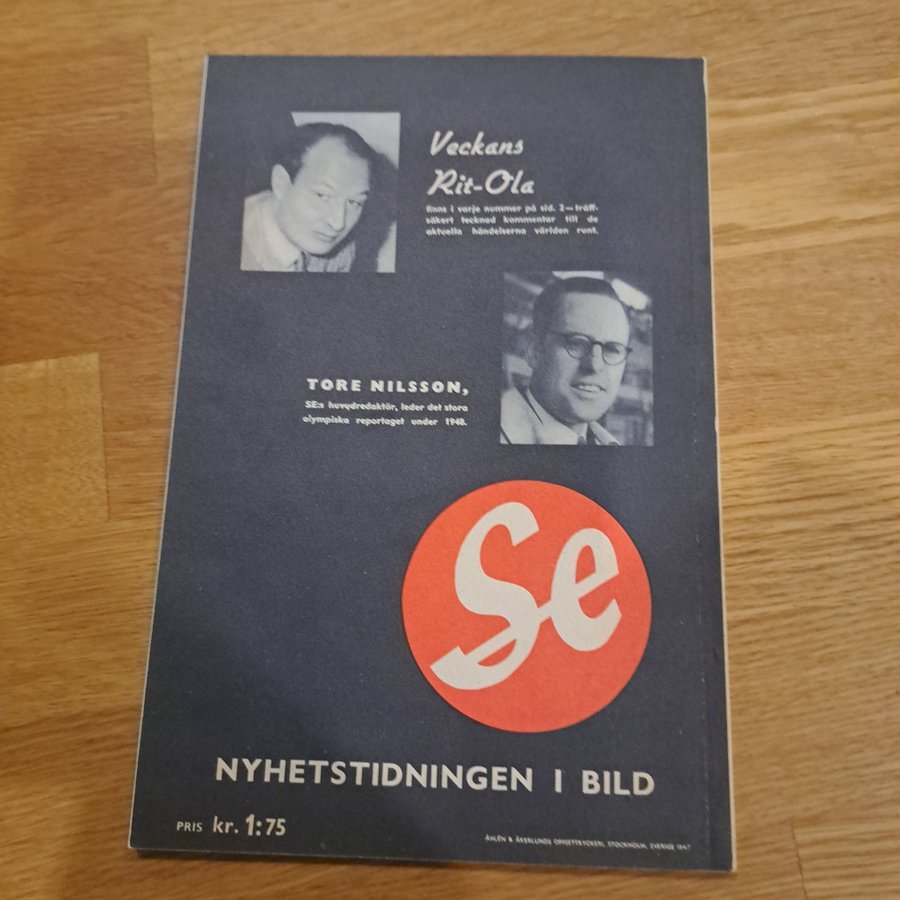 Veckans
Rit-Ola
finns i varje nummer på sid. 2—träff-
säkert tecknad kommentar till de
aktuella händelserna världen runt.
TORE NILSSON,
SE:s huvudredaktör, leder det stora
olympiska reportaget under 1948.
Se
NYHETSTIDNINGEN I BILD
PRIS kr. 1:75
ÅHLÉN & ÅKERLUNDS OFFSETTRYCKERI, STOCKHOLM, SVERIGE 1947